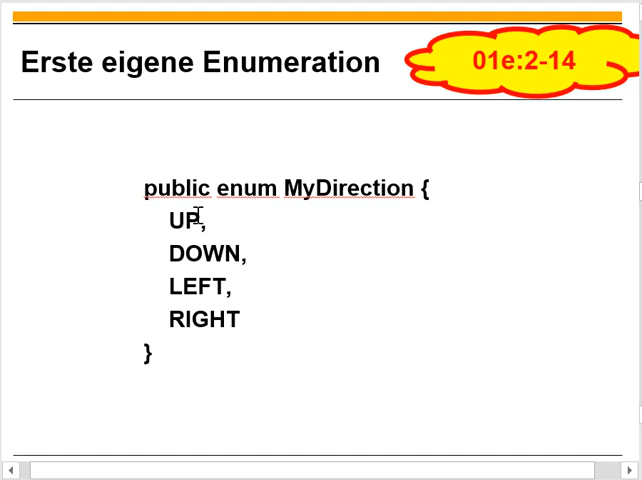 Erste eigene Enumeration
01e:2-14
public enum MyDirection {
UP,
DOWN,
LEFT,
RIGHT
}